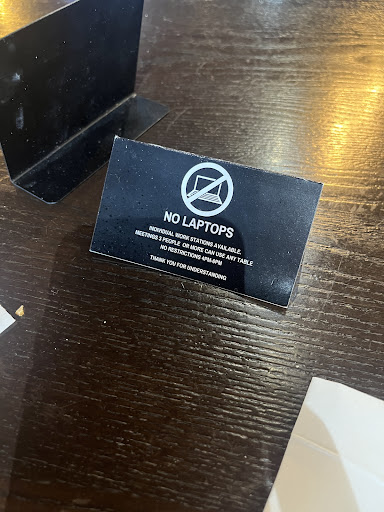 NO LAPTOPS
INDIVIDUAL WORK STATIONS AVAILABLE.
MEETINGS 3 PEOPLE OR MORE CAN USE ANY TABLE
NO RESTRICTIONS 4PM-8PM
THANK YOU FOR UNDERSTANDING